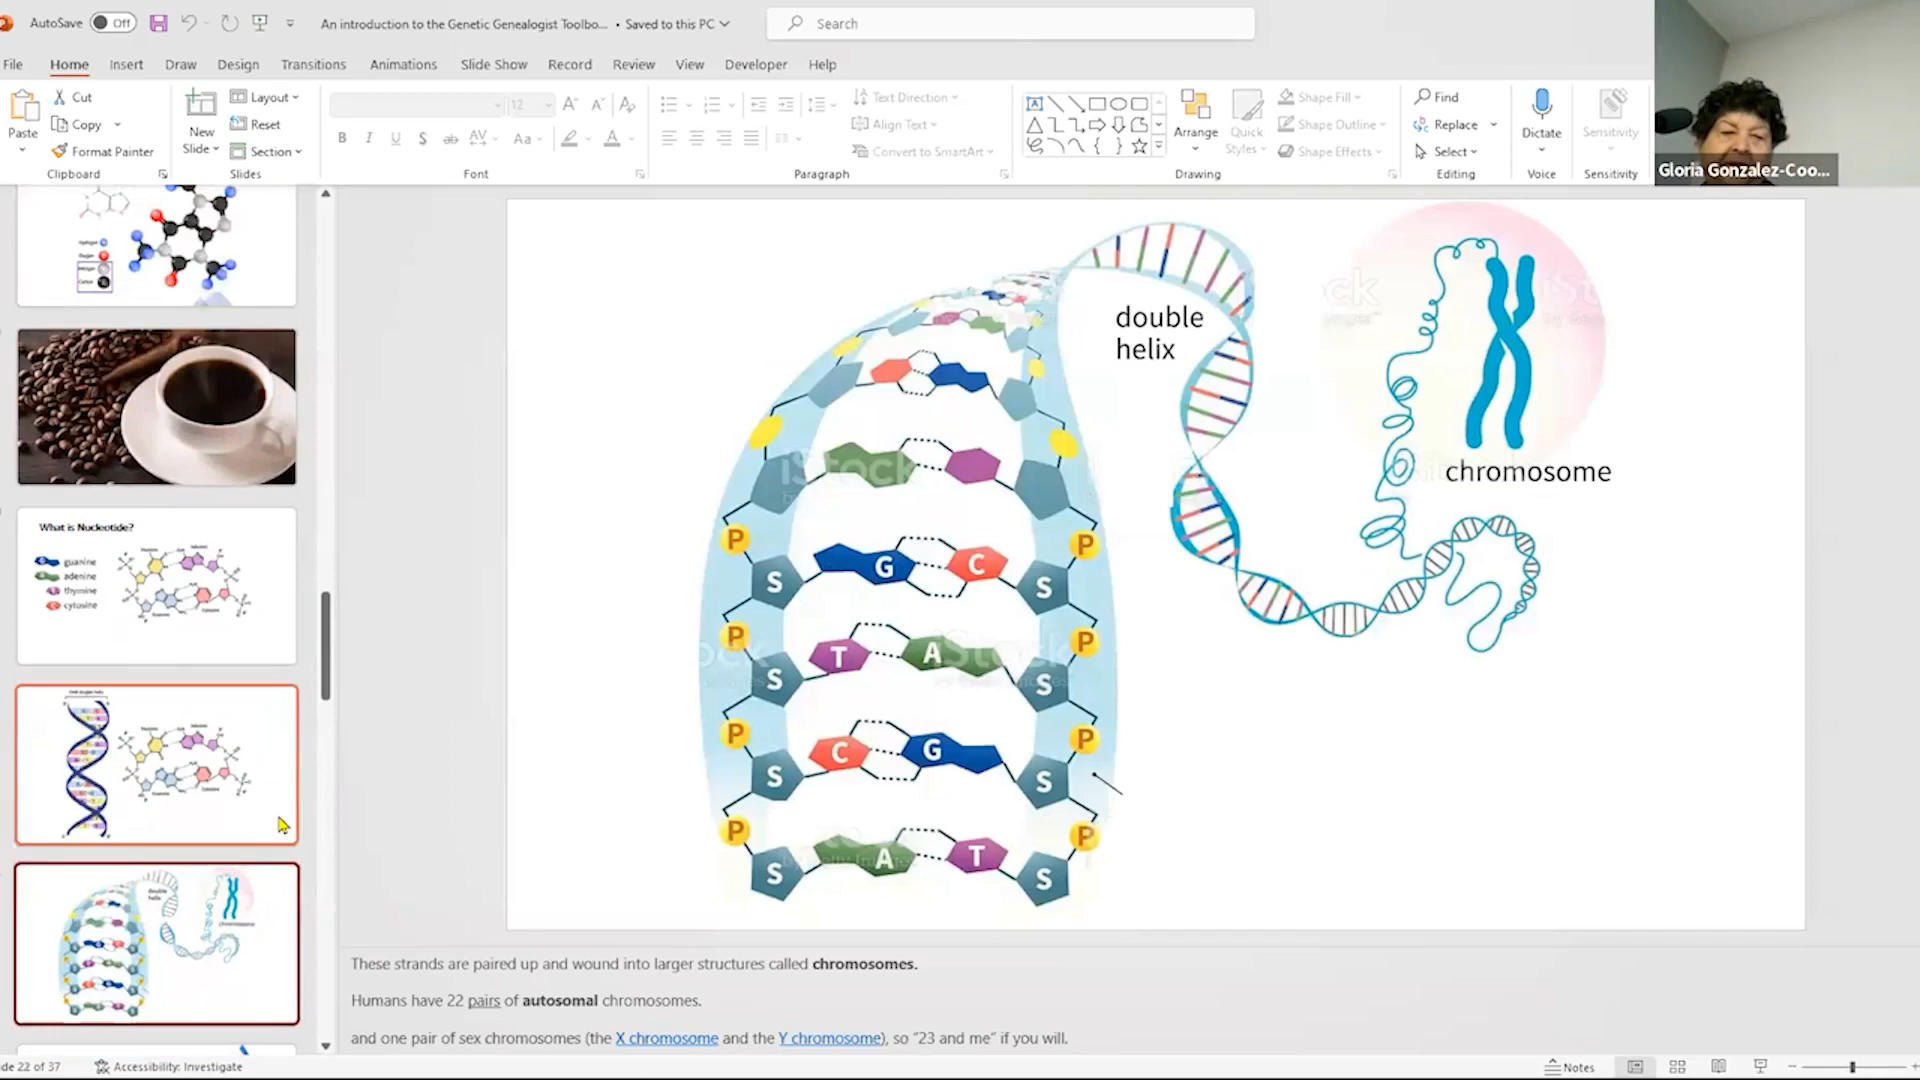 AutoSave Off An introduction to the Genetic Genealogist Toolbo... • Saved to this PC Search
File Home Insert Draw Design Transitions Animations Slide Show Record Review View Developer Help
Paste
Cut
Copy
Format Painter
Clipboard
New
Slide
Layout
Reset
Section
Slides
12
Font
Text Direction
Align Text
Convert to SmartArt
Paragraph
Arrange
Quick
Styles
Shape Fill
Shape Outline
Shape Effects
Drawing
Find
Replace
Select
Editing
Dictate
Voice
Sensitivity
Sensitivity
Gloria Gonzalez-Coo...
What is Nucleotide?
guanine
adenine
thymine
cytosine
double
helix
chromosome
iStock
P P
S G C S
P P
S T A S
P P
S C G S
P P
S A T S
These strands are paired up and wound into larger structures called chromosomes.
Humans have 22 pairs of autosomal chromosomes.
and one pair of sex chromosomes (the X chromosome and the Y chromosome), so "23 and me" if you will.
de 22 of 37 Accessibility: Investigate Notes